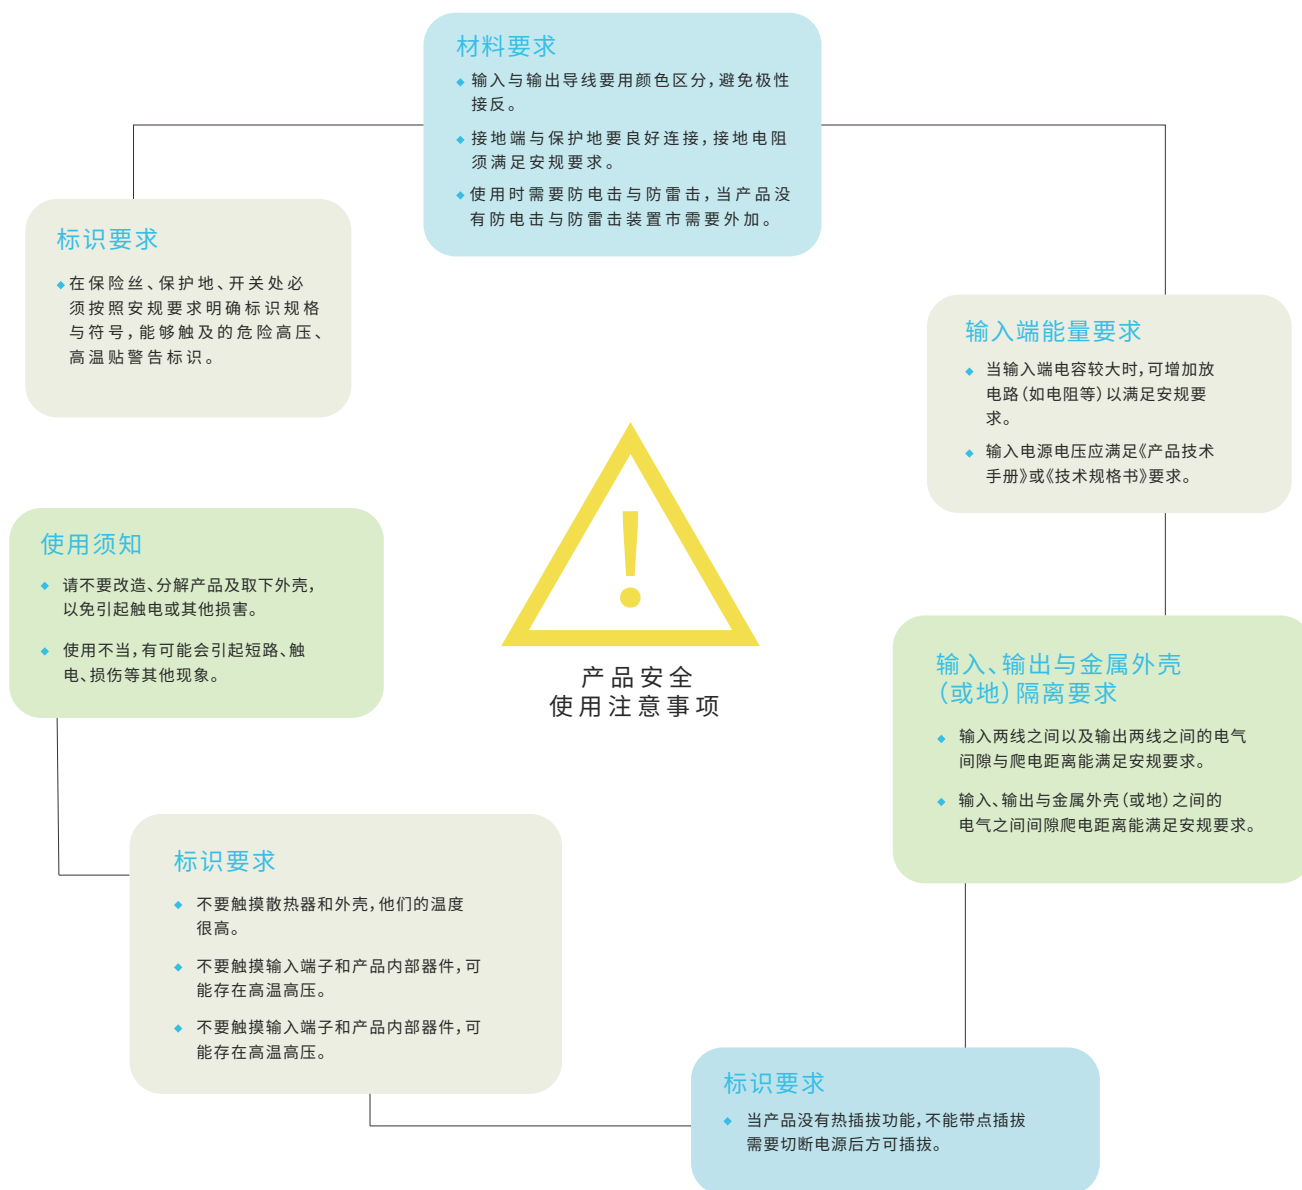 材料要求
输入与输出导线要用颜色区分，避免极性
接反。
接地端与保护地要良好连接，接地电阻
须满足安规要求。
使用时需要防电击与防雷击，当产品没
有防电击与防雷击装置市需要外加。
标识要求
在保险丝、保护地、开关处必
须按照安规要求明确标识规格
与符号，能够触及的危险高压、
高温贴警告标识。
输入端能量要求
当输入端电容较大时，可增加放
电路（如电阻等）以满足安规要
求。
输入电源电压应满足《产品技术
手册》或《技术规格书》要求。
使用须知
请不要改造、分解产品及取下外壳，
以免引起触电或其他损害。
使用不当，有可能会引起短路、触
电、损伤等其他现象。
产品安全
使用注意事项
输入、输出与金属外壳
（或地）隔离要求
输入两线之间以及输出两线之间的电气
间隙与爬电距离能满足安规要求。
输入、输出与金属外壳（或地）之间的
电气之间间隙爬电距离能满足安规要求。
标识要求
不要触摸散热器和外壳，他们的温度
很高。
不要触摸输入端子和产品内部器件，可
能存在高温高压。
不要触摸输入端子和产品内部器件，可
能存在高温高压。
标识要求
当产品没有热插拔功能，不能带点插拔
需要切断电源后方可插拔。